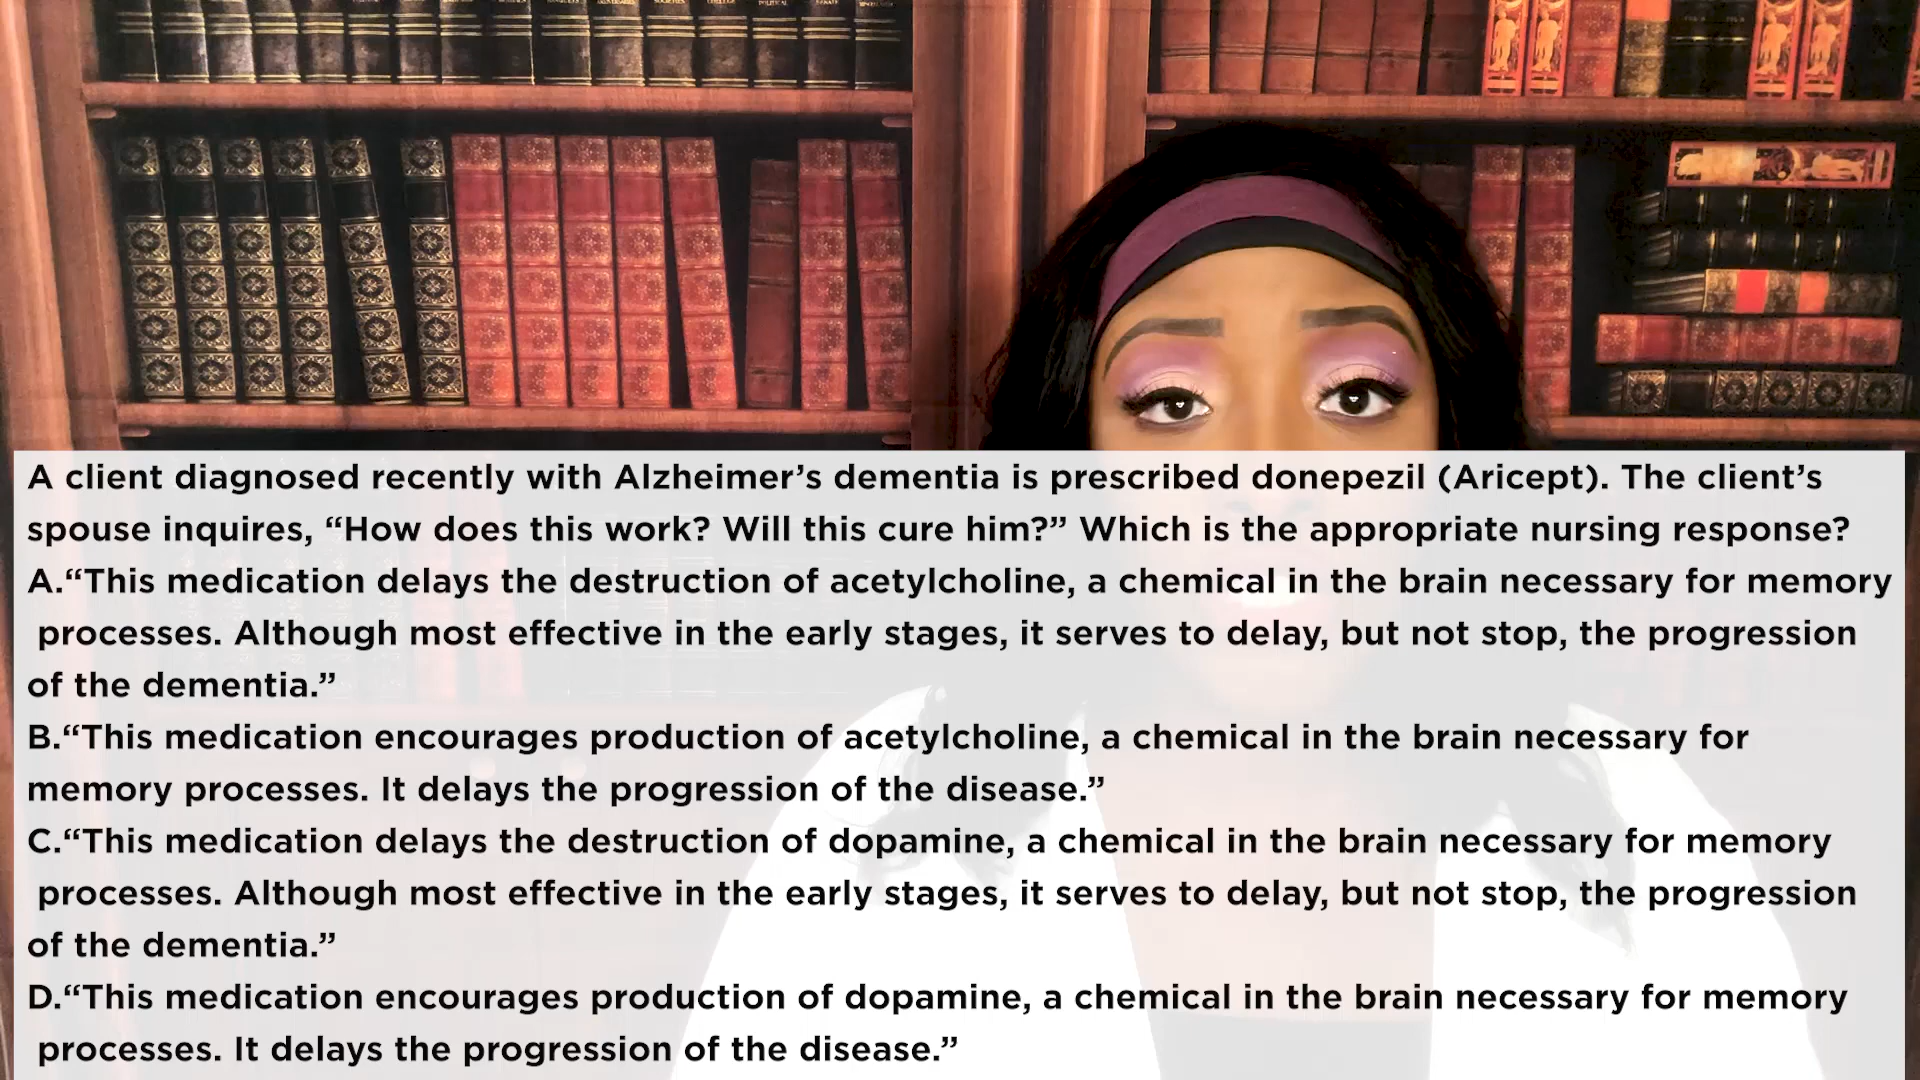 A client diagnosed recently with Alzheimer’s dementia is prescribed donepezil (Aricept). The client’s
spouse inquires, “How does this work? Will this cure him?” Which is the appropriate nursing response?
A.“This medication delays the destruction of acetylcholine, a chemical in the brain necessary for memory
processes. Although most effective in the early stages, it serves to delay, but not stop, the progression
of the dementia.”
B.“This medication encourages production of acetylcholine, a chemical in the brain necessary for
memory processes. It delays the progression of the disease.”
C.“This medication delays the destruction of dopamine, a chemical in the brain necessary for memory
processes. Although most effective in the early stages, it serves to delay, but not stop, the progression
of the dementia.”
D.“This medication encourages production of dopamine, a chemical in the brain necessary for memory
processes. It delays the progression of the disease.”